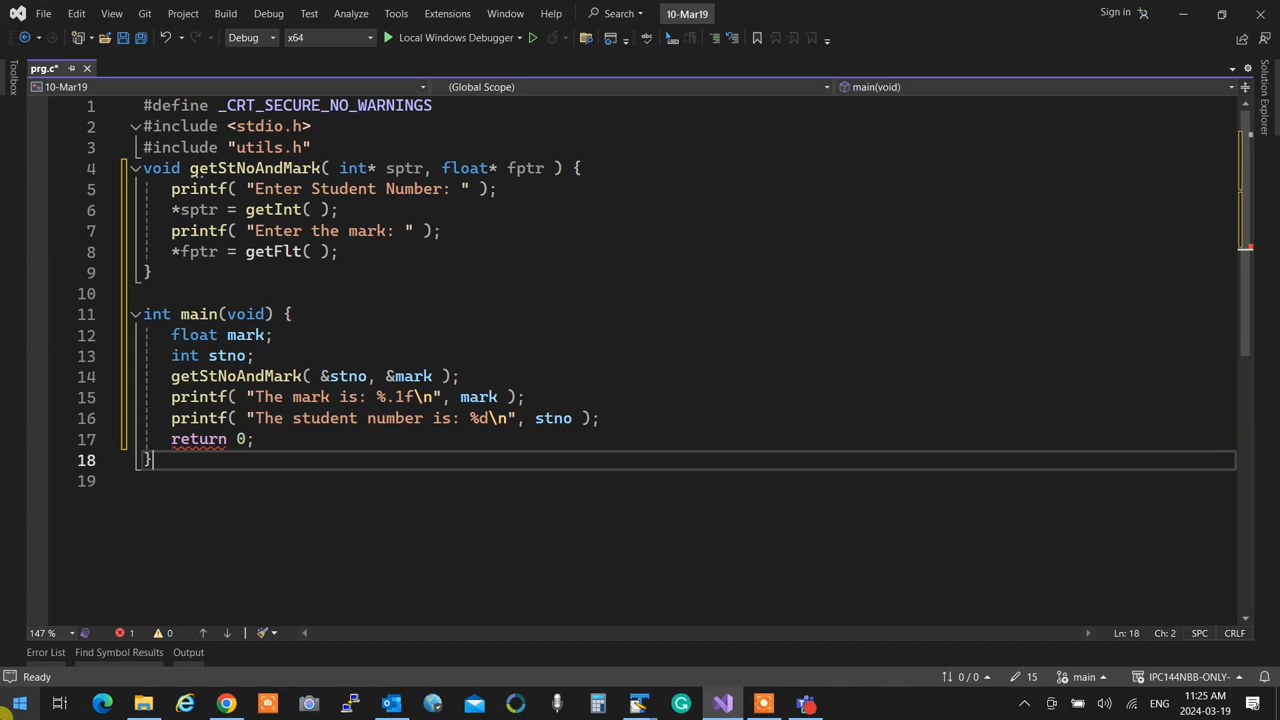 File Edit View Git Project Build Debug Test Analyze Tools Extensions Window Help Search 10-Mar19 Sign in
Debug x64 Local Windows Debugger
Toolbox
prg.c*
Solution Explorer
10-Mar19 (Global Scope) main(void)
1 #define _CRT_SECURE_NO_WARNINGS
2 #include <stdio.h>
3 #include "utils.h"
4 void getStNoAndMark( int* sptr, float* fptr ) {
5 printf( "Enter Student Number: " );
6 *sptr = getInt( );
7 printf( "Enter the mark: " );
8 *fptr = getFlt( );
9 }
10
11 int main(void) {
12 float mark;
13 int stno;
14 getStNoAndMark( &stno, &mark );
15 printf( "The mark is: %.1f\n", mark );
16 printf( "The student number is: %d\n", stno );
17 return 0;
18 }
19
147 % 1 0 Ln: 18 Ch: 2 SPC CRLF
Error List Find Symbol Results Output
Ready 0 / 0 15 main IPC144NBB-ONLY-
11:25 AM
ENG
2024-03-19